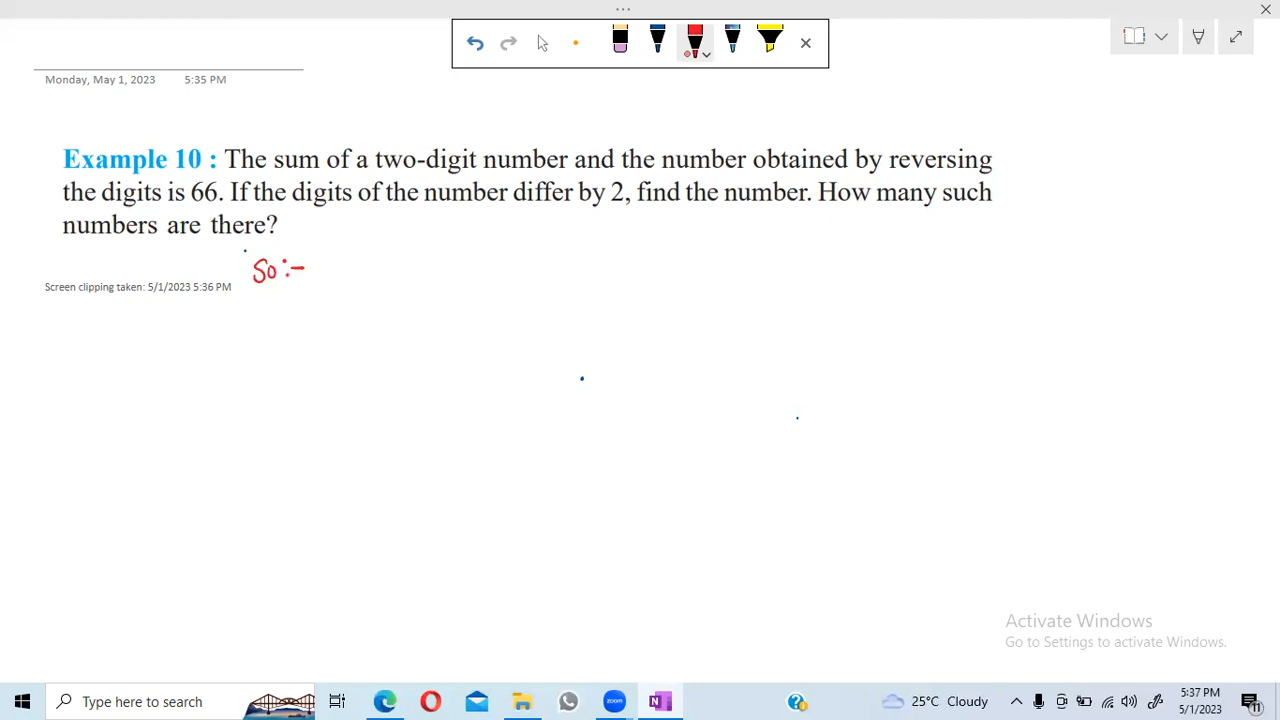 Monday, May 1, 2023 5:35 PM
Example 10 : The sum of a two-digit number and the number obtained by reversing
the digits is 66. If the digits of the number differ by 2, find the number. How many such
numbers are there?
So:-
Screen clipping taken: 5/1/2023 5:36 PM
Activate Windows
Go to Settings to activate Windows.
Type here to search
zoom
N
25°C Cloudy
5:37 PM
5/1/2023
11